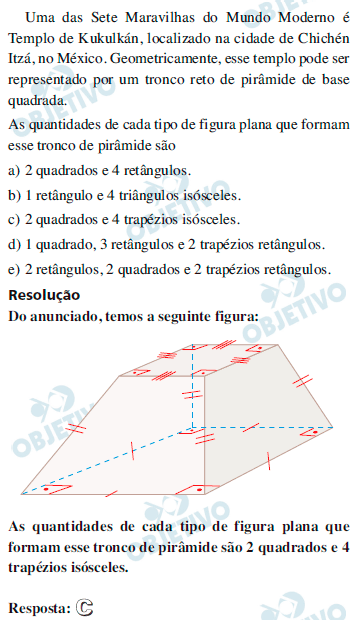 Uma das Sete Maravilhas do Mundo Moderno é
Templo de Kukulkán, localizado na cidade de Chichén
Itzá, no México. Geometricamente, esse templo pode ser
representado por um tronco reto de pirâmide de base
quadrada.
As quantidades de cada tipo de figura plana que formam
esse tronco de pirâmide são
a) 2 quadrados e 4 retângulos.
b) 1 retângulo e 4 triângulos isósceles.
c) 2 quadrados e 4 trapézios isósceles.
d) 1 quadrado, 3 retângulos e 2 trapézios retângulos.
e) 2 retângulos, 2 quadrados e 2 trapézios retângulos.
Resolução
Do anunciado, temos a seguinte figura:
As quantidades de cada tipo de figura plana que
formam esse tronco de pirâmide são 2 quadrados e 4
trapézios isósceles.
Resposta: C
OBJETIVO
OBJETIVO
OBJETIVO
OBJETIVO
OBJETIVO